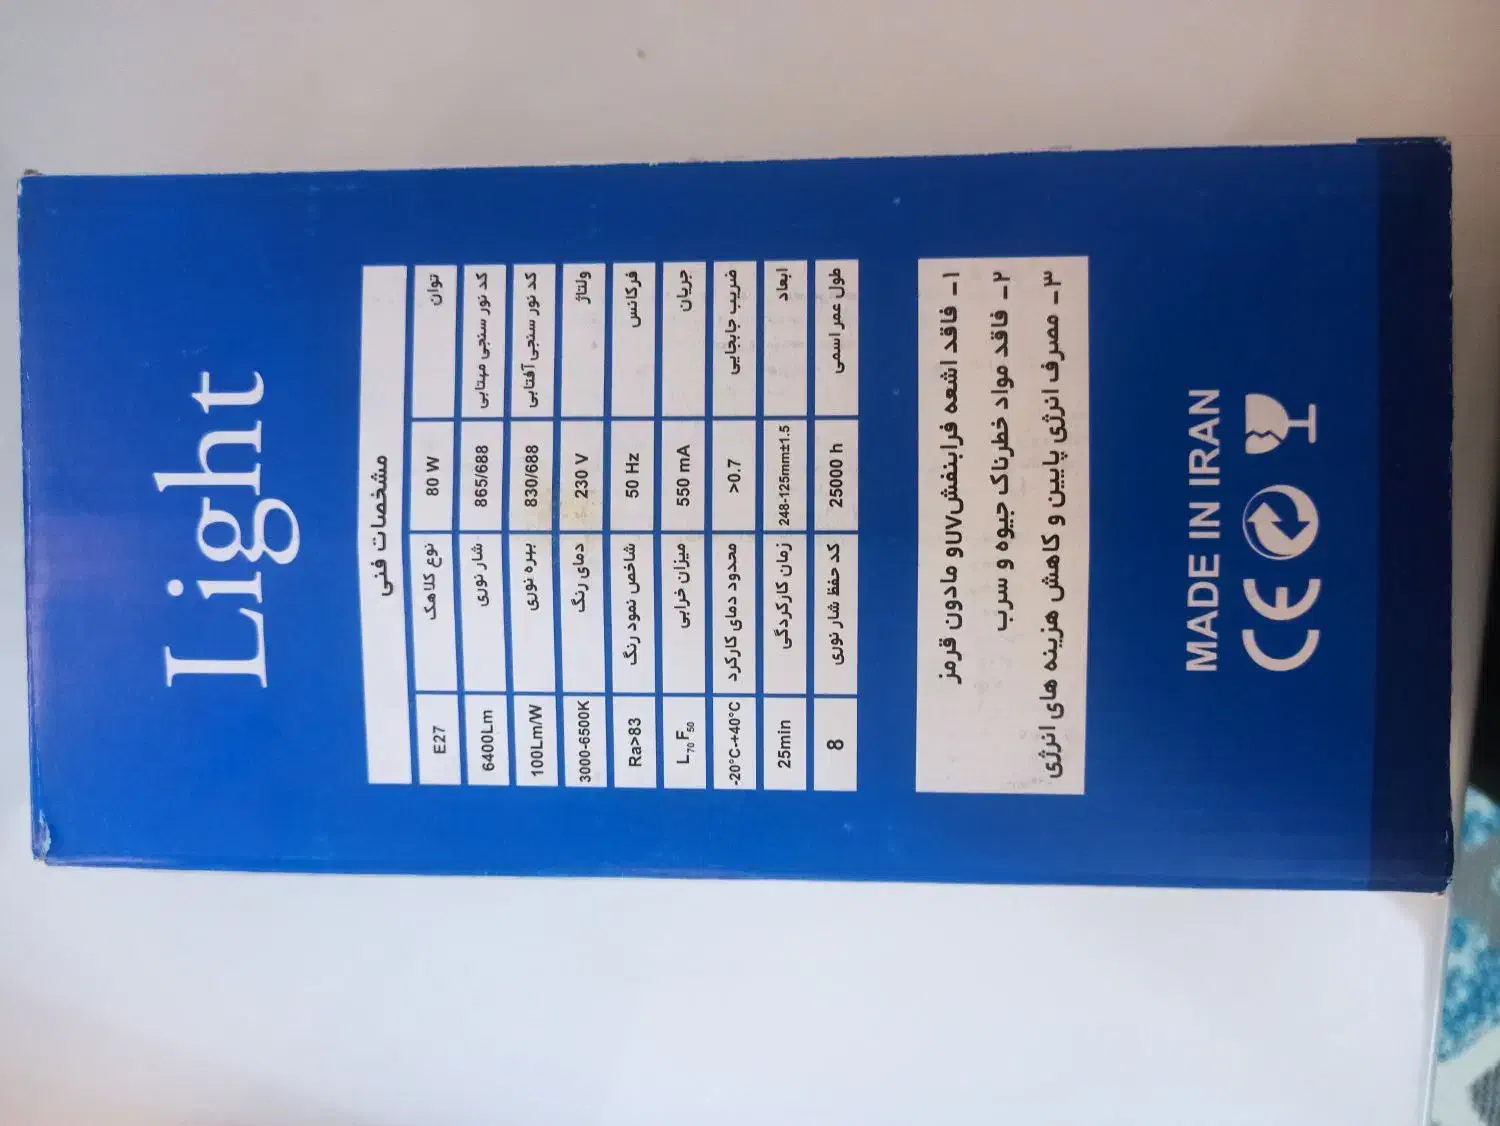 Light
مشخصات فنی
توان 80 W نوع کلاهک E27
کد نور سنجی مهتابی 865/688 شار نوری 6400Lm
کد نور سنجی آفتابی 830/688 بهره نوری 100Lm/W
ولتاژ 230 V دمای رنگ 3000-6500K
فرکانس 50 Hz شاخص نمود رنگ Ra>83
جریان 550 mA میزان خرابی L70 F50
ضریب جابجایی >0.7 محدود دمای کارکرد -20°C-+40°C
ابعاد 248-125mm±1.5 زمان کارکردگی 25min
طول عمر اسمی 25000 h کد حفظ شار نوری 8
۱- فاقد اشعه فرابنفش UV و مادون قرمز
۲- فاقد مواد خطرناک جیوه و سرب
۳- مصرف انرژی پایین و کاهش هزینه های انرژی
MADE IN IRAN
CE